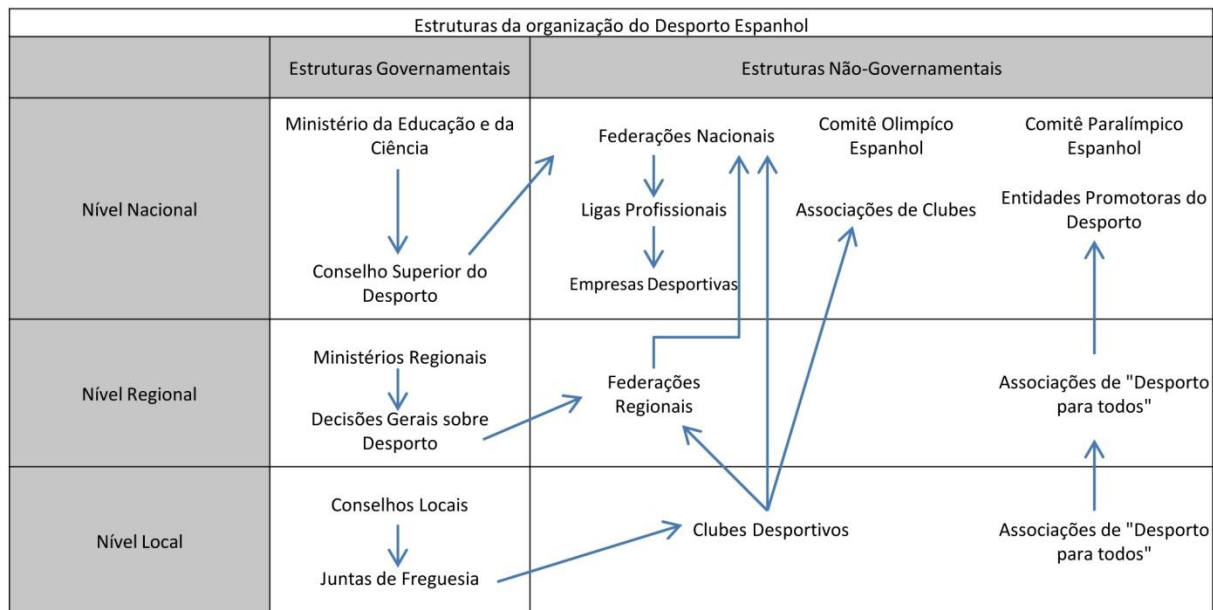 Estruturas da organização do Desporto Espanhol
Estruturas Governamentais
Estruturas Não-Governamentais
Nível Nacional
Ministério da Educação e da
Ciência
Conselho Superior do
Desporto
Federações Nacionais
Ligas Profissionais
Empresas Desportivas
Comitê Olimpíco
Espanhol
Associações de Clubes
Comitê Paralímpico
Espanhol
Entidades Promotoras do
Desporto
Nível Regional
Ministérios Regionais
Decisões Gerais sobre
Desporto
Federações
Regionais
Associações de "Desporto
para todos"
Nível Local
Conselhos Locais
Juntas de Freguesia
Clubes Desportivos
Associações de "Desporto
para todos"